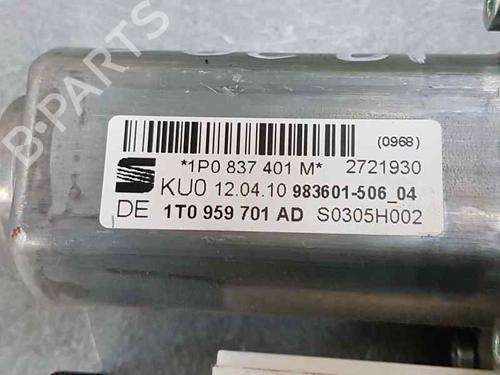 (0968)
*1P0 837 401 M* 2721930
KU0 12.04.10 983601-506_04
DE 1T0 959 701 AD S0305H002
B-PARTS